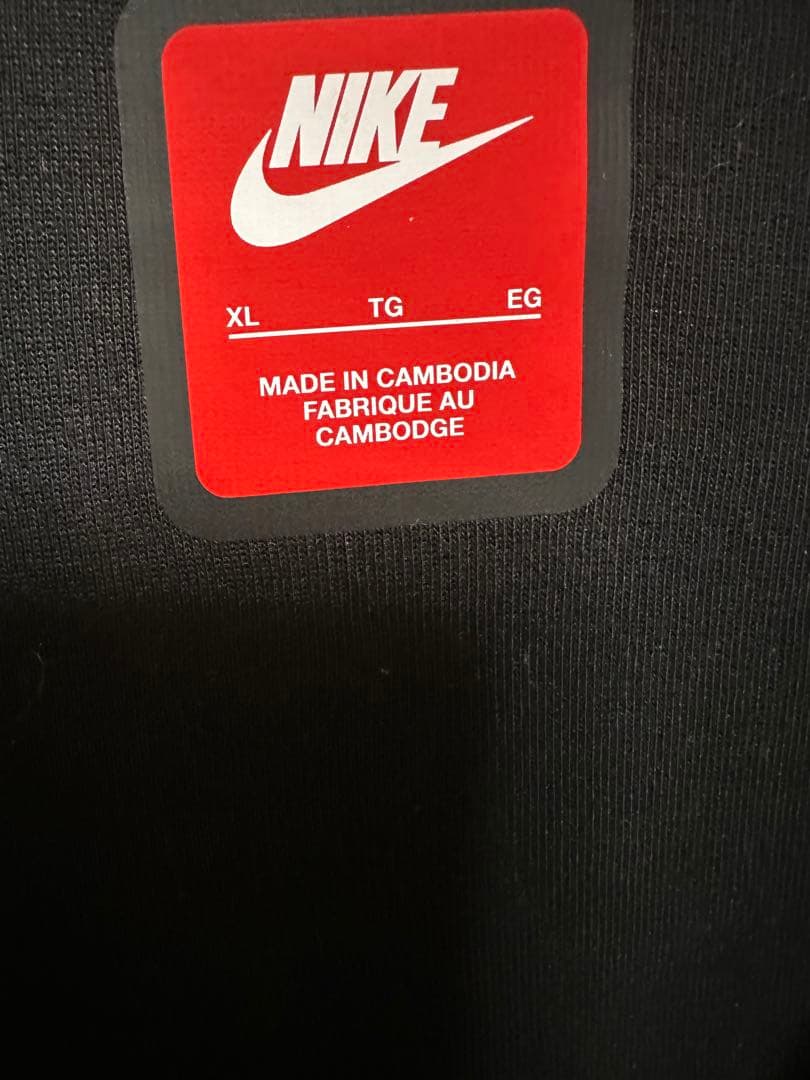 NIKE
XL TG EG
MADE IN CAMBODIA
FABRIQUE AU
CAMBODGE